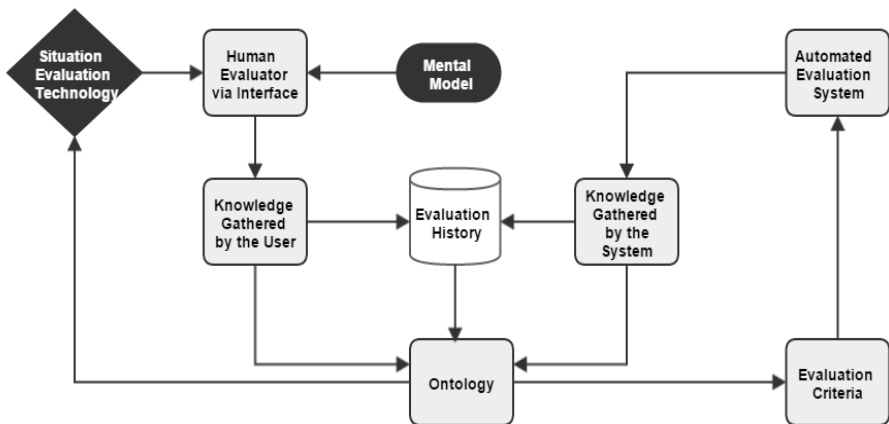 Situation
Evaluation
Technology
Human
Evaluator
via Interface
Mental
Model
Automated
Evaluation
System
Knowledge
Gathered
by the User
Evaluation
History
Knowledge
Gathered
by the
System
Ontology
Evaluation
Criteria